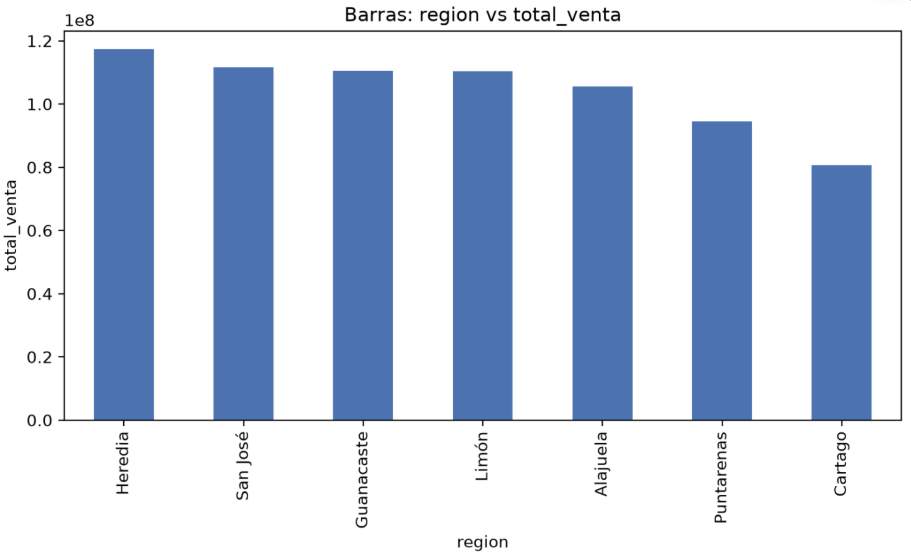 Barras: region vs total_venta
1e8
1.2
1.0
0.8
0.6
0.4
0.2
0.0
total_venta
Heredia
San José
Guanacaste
Limón
Alajuela
Puntarenas
Cartago
region